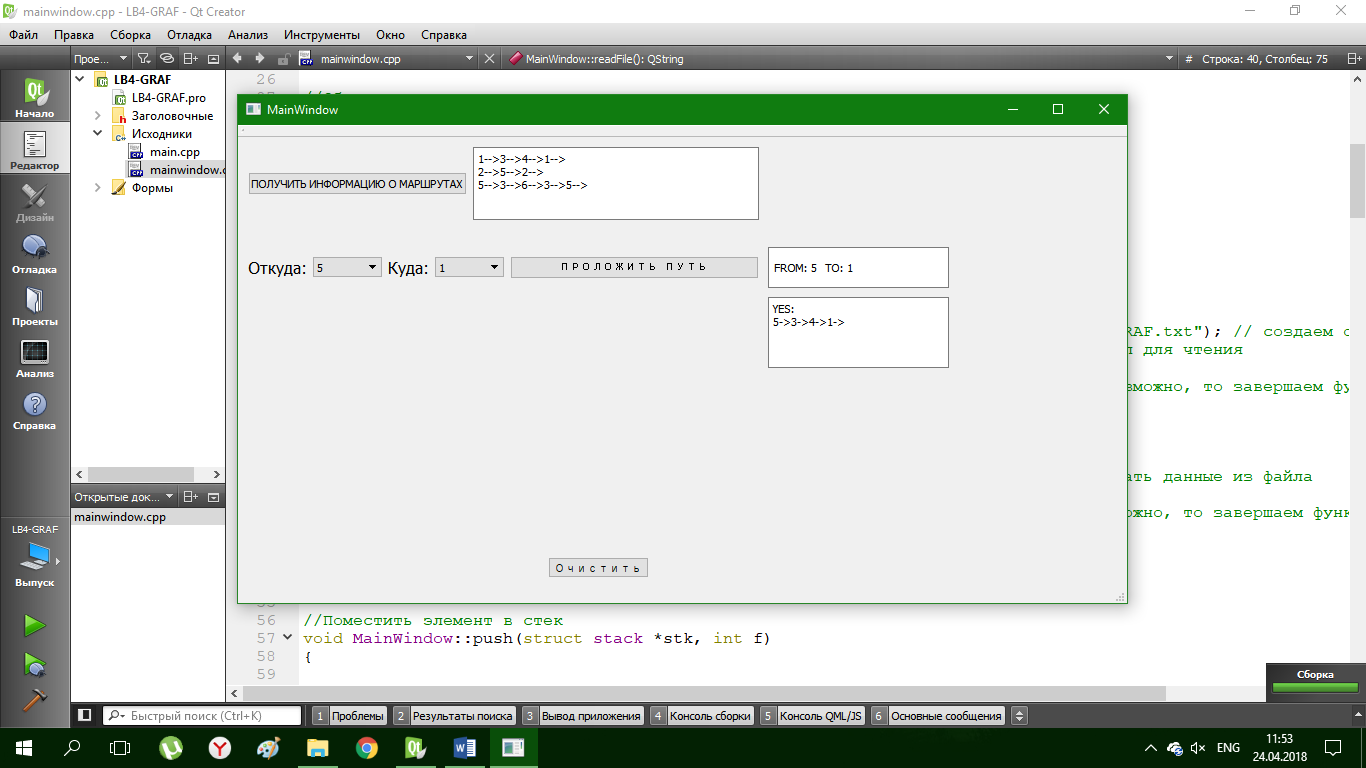 mainwindow.cpp - LB4-GRAF - Qt Creator
Файл Правка Сборка Отладка Анализ Инструменты Окно Справка
Прое... mainwindow.cpp MainWindow::readFile(): QString # Строка: 40, Столбец: 75
Начало
Редактор
Дизайн
Отладка
Проекты
Анализ
Справка
LB4-GRAF
Выпуск
LB4-GRAF
LB4-GRAF.pro
Заголовочные
Исходники
main.cpp
mainwindow.c
Формы
Открытые док...
mainwindow.cpp
26
MainWindow
ПОЛУЧИТЬ ИНФОРМАЦИЮ О МАРШРУТАХ
1-->3-->4-->1-->
2-->5-->2-->
5-->3-->6-->3-->5-->
Откуда: 5 Куда: 1 ПРОЛОЖИТЬ ПУТЬ
FROM: 5 TO: 1
YES:
5->3->4->1->
Очистить
RAF.txt"); // создаем о
л для чтения
зможно, то завершаем фу
ать данные из файла
ожно, то завершаем функ
56 //Поместить элемент в стек
57 void MainWindow::push(struct stack *stk, int f)
58 {
59
Сборка
Быстрый поиск (Ctrl+K) 1 Проблемы 2 Результаты поиска 3 Вывод приложения 4 Консоль сборки 5 Консоль QML/JS 6 Основные сообщения
ENG
11:53
24.04.2018